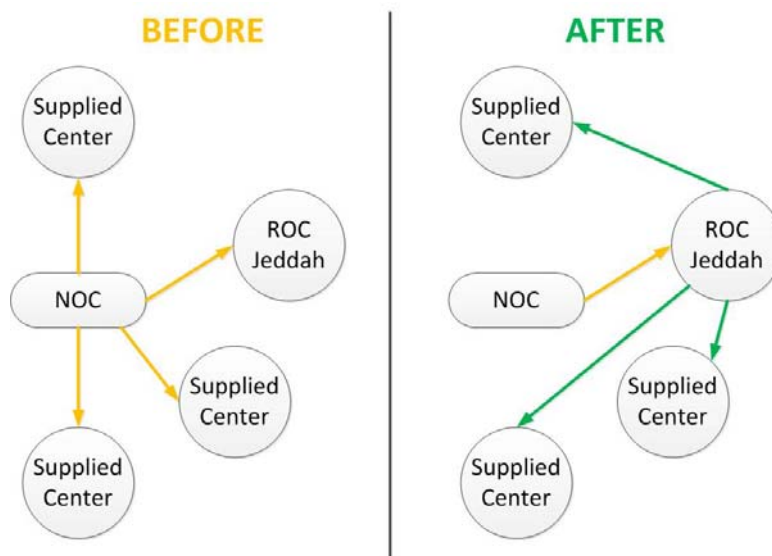 BEFORE
Supplied
Center
ROC
Jeddah
NOC
Supplied
Center
Supplied
Center
AFTER
Supplied
Center
ROC
Jeddah
NOC
Supplied
Center
Supplied
Center